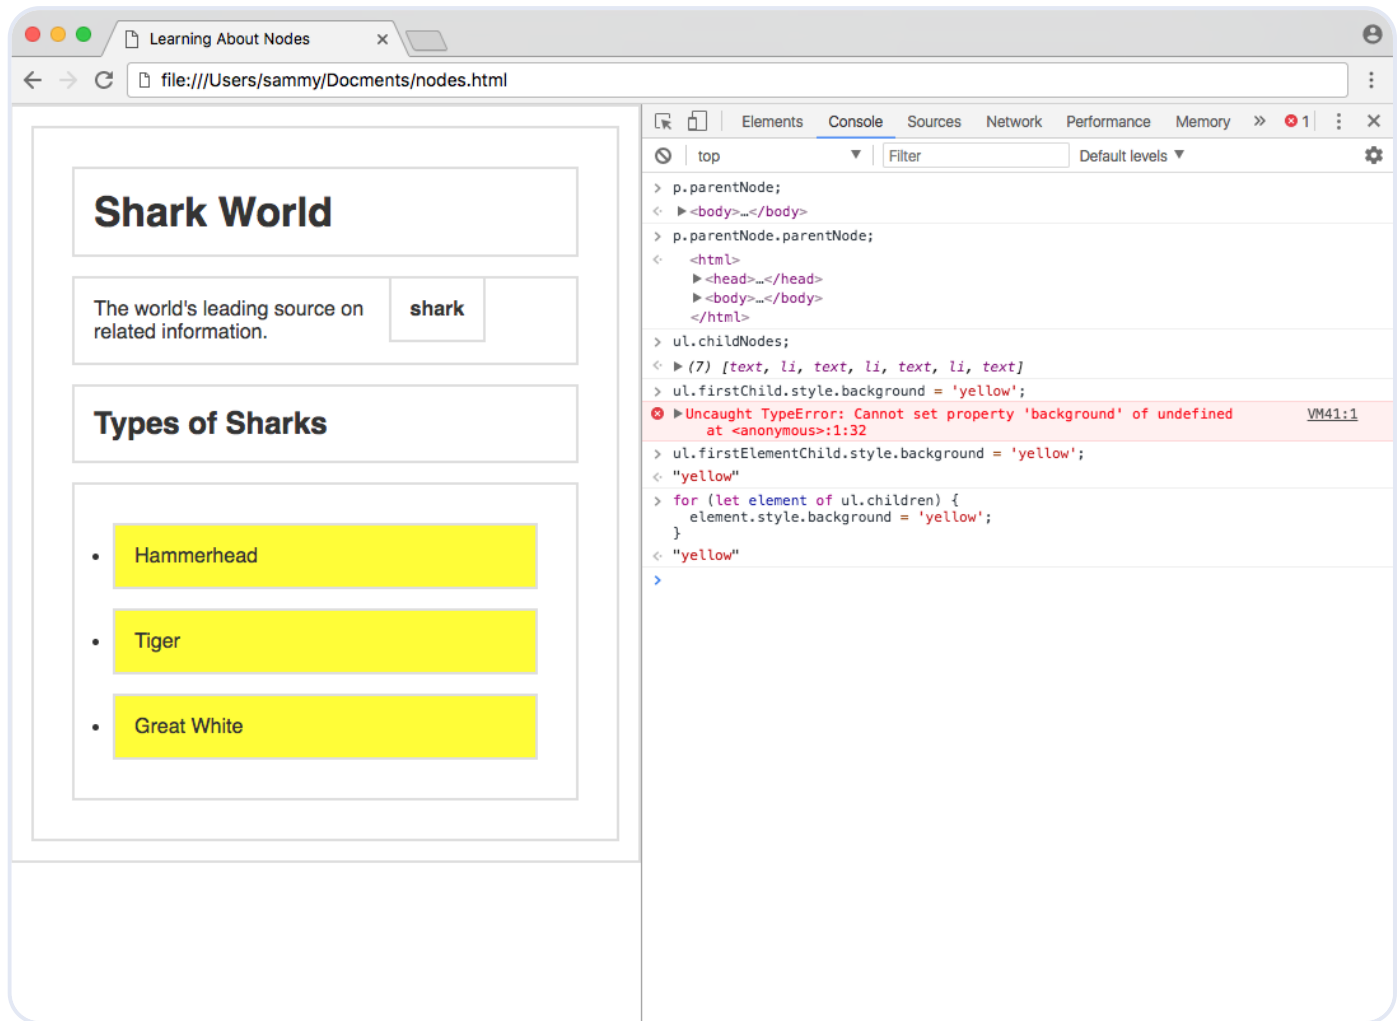 Learning About Nodes
file:///Users/sammy/Docments/nodes.html
Shark World
The world's leading source on shark
related information.
Types of Sharks
• Hammerhead
• Tiger
• Great White
Elements Console Sources Network Performance Memory » 1
top Filter Default levels
> p.parentNode;
<body>…</body>
> p.parentNode.parentNode;
<html>
<head>…</head>
<body>…</body>
</html>
> ul.childNodes;
(7) [text, li, text, li, text, li, text]
> ul.firstChild.style.background = 'yellow';
Uncaught TypeError: Cannot set property 'background' of undefined VM41:1
at <anonymous>:1:32
> ul.firstElementChild.style.background = 'yellow';
"yellow"
> for (let element of ul.children) {
element.style.background = 'yellow';
}
"yellow"
>